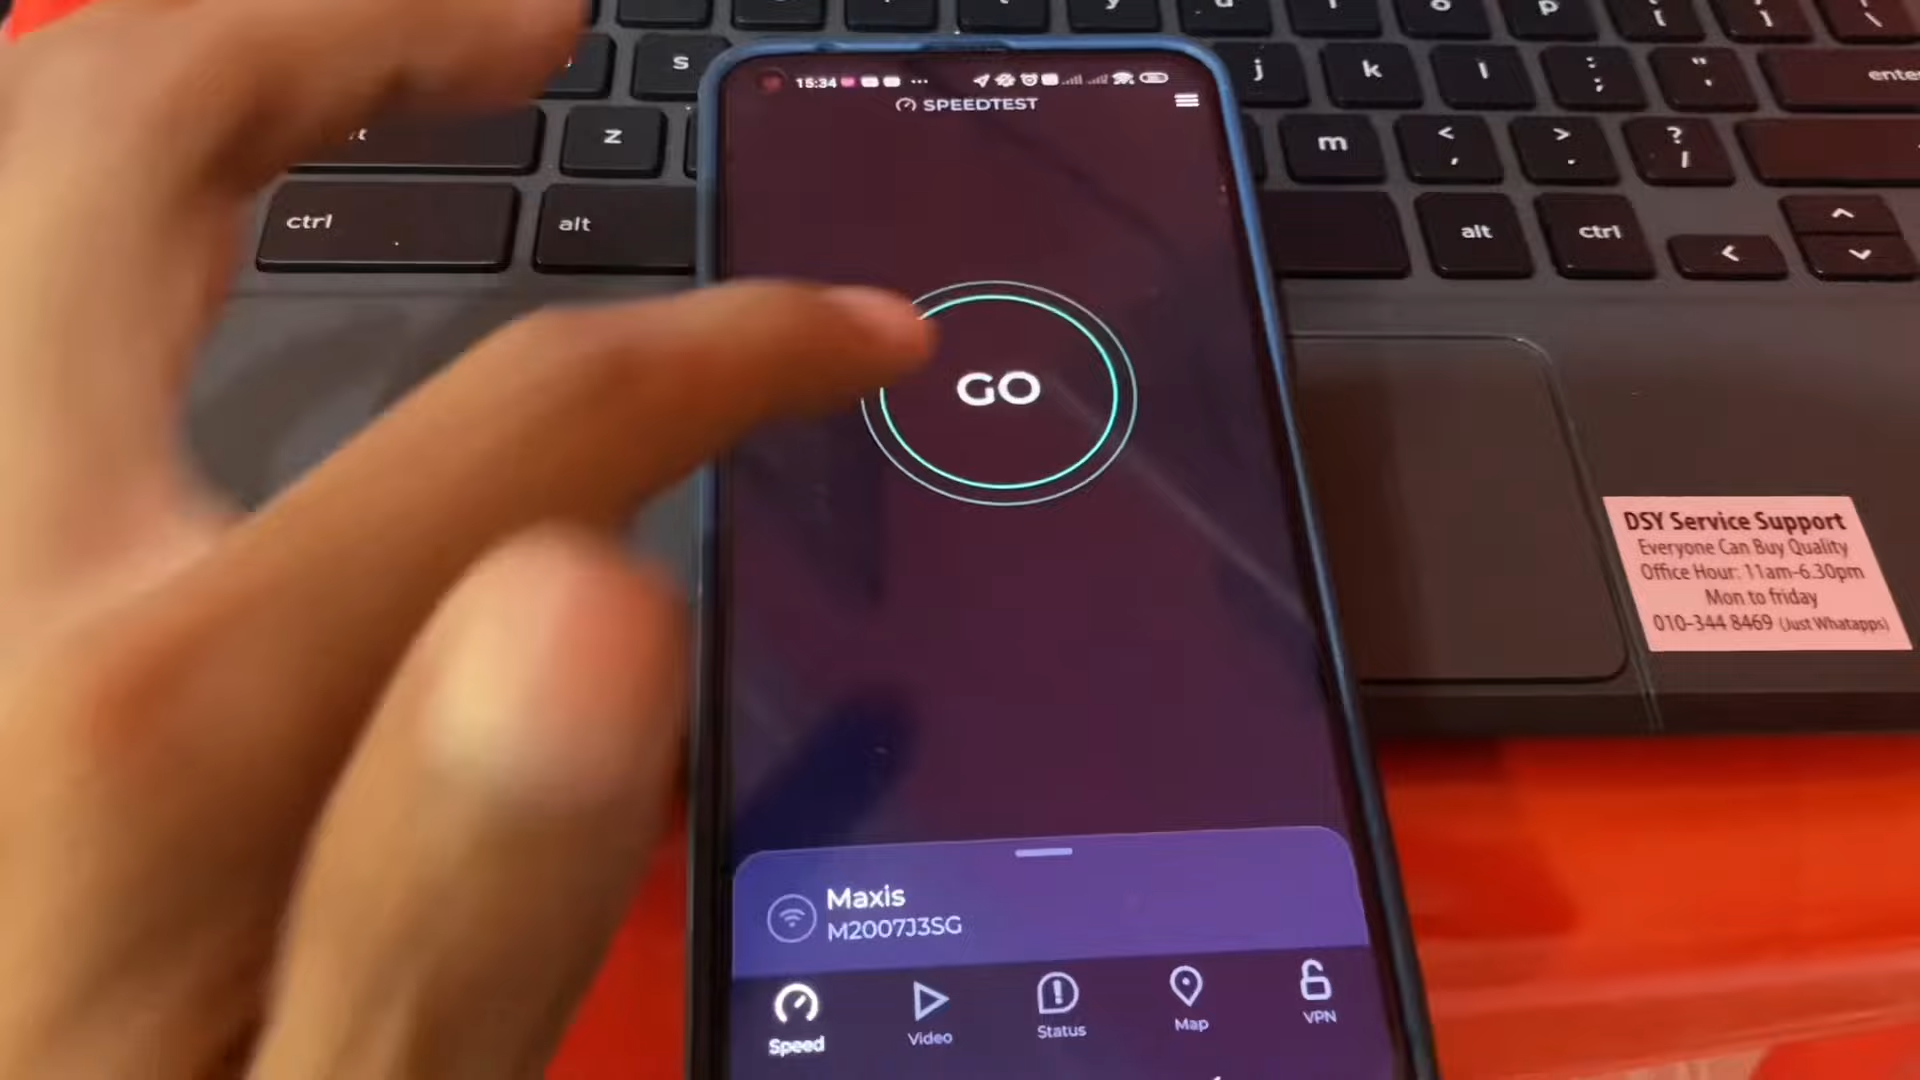 s
j
k
l
:
;
"
'
enter
z
m
<
,
>
.
?
/
ctrl
alt
alt
ctrl
15:34
SPEEDTEST
GO
DSY Service Support
Everyone Can Buy Quality
Office Hour: 11am-6.30pm
Mon to friday
010-344 8469 (Just Whatapps)
Maxis
M2007J3SG
Speed
Video
Status
Map
VPN